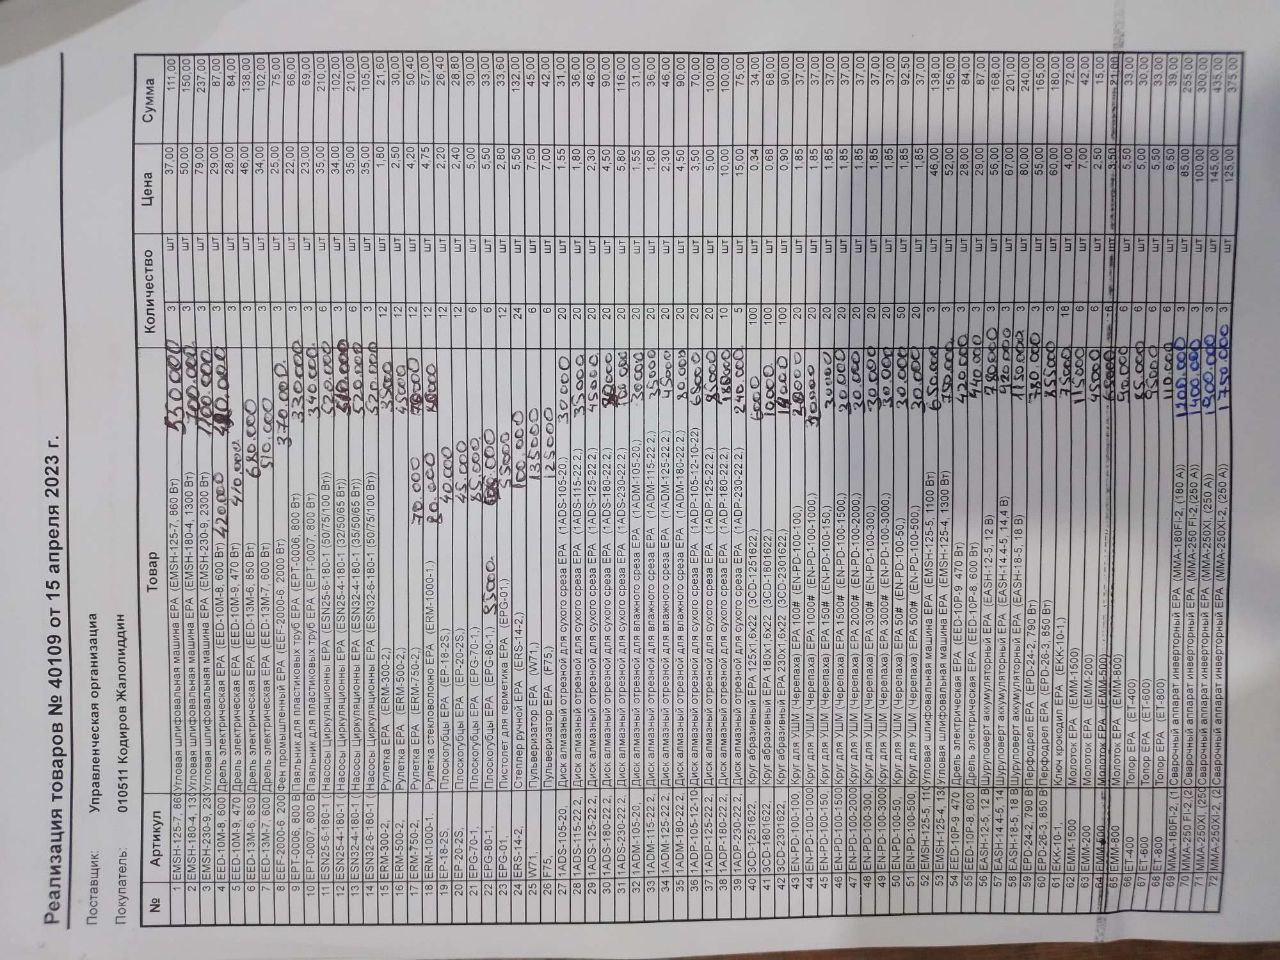 Реализация товаров № 40109 от 15 апреля 2023 г.
Поставщик: Управленческая организация
Покупатель: 010511 Кодиров Жалолиддин
№ Артикул Товар Количество Цена Сумма
1 EMSH-125-7, 860 Угловая шлифовальная машина EPA (EMSH-125-7, 860 Вт) 550.000 3 шт 37,00 111,00
2 EMSH-180-4, 130 Угловая шлифовальная машина EPA (EMSH-180-4, 1300 Вт) 3 шт 50,00 150,00
3 EMSH-230-9, 230 Угловая шлифовальная машина EPA (EMSH-230-9, 2300 Вт) 3 шт 79,00 237,00
4 EED-10M-8, 600 Дрель электрическая EPA (EED-10M-8, 600 Вт) 420.000 3 шт 29,00 87,00
5 EED-10M-9, 470 Дрель электрическая EPA (EED-10M-9, 470 Вт) 410.000 3 шт 28,00 84,00
6 EED-13M-6, 850 Дрель электрическая EPA (EED-13M-6, 850 Вт) 680.000 3 шт 46,00 138,00
7 EED-13M-7, 600 Дрель электрическая EPA (EED-13M-7, 600 Вт) 510.000 3 шт 34,00 102,00
8 EEF-2000-6 200 Фен промышленный EPA (EEF-2000-6 2000 Вт) 370.000 3 шт 25,00 75,00
9 EPT-0006, 800 В Паяльник для пластиковых труб EPA (EPT-0006, 800 Вт) 330.000 3 шт 22,00 66,00
10 EPT-0007, 800 В Паяльник для пластиковых труб EPA (EPT-0007, 800 Вт) 340.000 3 шт 23,00 69,00
11 ESN25-6-180-1 Насосы Циркуляционны EPA (ESN25-6-180-1 (50/75/100 Вт)) 520.000 6 шт 35,00 210,00
12 ESN25-4-180-1 Насосы Циркуляционны EPA (ESN25-4-180-1 (32/50/65 Вт)) 510.000 3 шт 34,00 102,00
13 ESN32-4-180-1 Насосы Циркуляционны EPA (ESN32-4-180-1 (35/50/65 Вт)) 520.000 6 шт 35,00 210,00
14 ESN32-6-180-1 Насосы Циркуляционны EPA (ESN32-6-180-1 (50/75/100 Вт)) 520.000 3 шт 35,00 105,00
15 ERM-300-2, Рулетка EPA (ERM-300-2,) 35000 12 шт 1,80 21,60
16 ERM-500-2, Рулетка EPA (ERM-500-2,) 45000 12 шт 2,50 30,00
17 ERM-750-2, Рулетка EPA (ERM-750-2,) 70.000 12 шт 4,20 50,40
18 ERM-1000-1, Рулетка стекловолокно EPA (ERM-1000-1,) 80.000 12 шт 4,75 57,00
19 EP-18-2S, Плоскогубцы EPA (EP-18-2S,) 40000 12 шт 2,20 26,40
20 EP-20-2S, Плоскогубцы EPA (EP-20-2S,) 45.000 12 шт 2,40 28,80
21 EPG-70-1, Плоскогубцы EPA (EPG-70-1,) 85.000 6 шт 5,00 30,00
22 EPG-80-1, Плоскогубцы EPA (EPG-80-1,) 85000 6 шт 5,50 33,00
23 EPG-01, Пистолет для герметика EPA (EPG-01,) 55000 12 шт 2,80 33,60
24 ERS-14-2, Степлер ручной EPA (ERS-14-2,) 100.000 24 шт 5,50 132,00
25 W71, Пульверизатор EPA (W71,) 135000 6 шт 7,50 45,00
26 F75, Пульверизатор EPA (F75,) 125000 6 шт 7,00 42,00
27 1ADS-105-20, Диск алмазный отрезной для сухого среза EPA (1ADS-105-20,) 30.000 20 шт 1,55 31,00
28 1ADS-115-22.2, Диск алмазный отрезной для сухого среза EPA (1ADS-115-22.2,) 35000 20 шт 1,80 36,00
29 1ADS-125-22.2, Диск алмазный отрезной для сухого среза EPA (1ADS-125-22.2,) 45000 20 шт 2,30 46,00
30 1ADS-180-22.2, Диск алмазный отрезной для сухого среза EPA (1ADS-180-22.2,) 20 шт 4,50 90,00
31 1ADS-230-22.2, Диск алмазный отрезной для сухого среза EPA (1ADS-230-22.2,) 20 шт 5,80 116,00
32 1ADM-105-20, Диск алмазный отрезной для влажного среза EPA (1ADM-105-20,) 30000 20 шт 1,55 31,00
33 1ADM-115-22.2, Диск алмазный отрезной для влажного среза EPA (1ADM-115-22.2,) 35000 20 шт 1,80 36,00
34 1ADM-125-22.2, Диск алмазный отрезной для влажного среза EPA (1ADM-125-22.2,) 45000 20 шт 2,30 46,00
35 1ADM-180-22.2, Диск алмазный отрезной для влажного среза EPA (1ADM-180-22.2,) 80.000 20 шт 4,50 90,00
36 1ADP-105-12-10- Диск алмазный отрезной для сухого среза EPA (1ADP-105-12-10-22) 65000 20 шт 3,50 70,00
37 1ADP-125-22.2, Диск алмазный отрезной для сухого среза EPA (1ADP-125-22.2,) 85000 20 шт 5,00 100,00
38 1ADP-180-22.2, Диск алмазный отрезной для сухого среза EPA (1ADP-180-22.2,) 10 шт 10,00 100,00
39 1ADP-230-22.2, Диск алмазный отрезной для сухого среза EPA (1ADP-230-22.2,) 240.000 5 шт 15,00 75,00
40 3CD-1251622, Круг абразивный EPA 125x1.6x22 (3CD-1251622,) 6000 100 шт 0,34 34,00
41 3CD-1801622, Круг абразивный EPA 180x1.6x22 (3CD-1801622,) 10000 100 шт 0,68 68,00
42 3CD-2301622, Круг абразивный EPA 230x1.6x22 (3CD-2301622,) 100 шт 0,90 90,00
43 EN-PD-100-100, Круг для УШМ (Черепаха) EPA 100# (EN-PD-100-100,) 20 шт 1,85 37,00
44 EN-PD-100-1000 Круг для УШМ (Черепаха) EPA 1000# (EN-PD-100-1000,) 30000 20 шт 1,85 37,00
45 EN-PD-100-150, Круг для УШМ (Черепаха) EPA 150# (EN-PD-100-150,) 30000 20 шт 1,85 37,00
46 EN-PD-100-1500 Круг для УШМ (Черепаха) EPA 1500# (EN-PD-100-1500,) 30.000 20 шт 1,85 37,00
47 EN-PD-100-2000 Круг для УШМ (Черепаха) EPA 2000# (EN-PD-100-2000,) 30.000 20 шт 1,85 37,00
48 EN-PD-100-300, Круг для УШМ (Черепаха) EPA 300# (EN-PD-100-300,) 30.000 20 шт 1,85 37,00
49 EN-PD-100-3000 Круг для УШМ (Черепаха) EPA 3000# (EN-PD-100-3000,) 30.000 20 шт 1,85 37,00
50 EN-PD-100-50, Круг для УШМ (Черепаха) EPA 50# (EN-PD-100-50,) 30.000 50 шт 1,85 92,50
51 EN-PD-100-500, Круг для УШМ (Черепаха) EPA 500# (EN-PD-100-500,) 30.000 20 шт 1,85 37,00
52 EMSH-125-5, 110 Угловая шлифовальная машина EPA (EMSH-125-5, 1100 Вт) 650.000 3 шт 46,00 138,00
53 EMSH-125-4, 130 Угловая шлифовальная машина EPA (EMSH-125-4, 1300 Вт) 750.000 3 шт 52,00 156,00
54 EED-10P-9 470 Дрель электрическая EPA (EED-10P-9 470 Вт) 420.000 3 шт 28,00 84,00
55 EED-10P-8, 600 Дрель электрическая EPA (EED-10P-8, 600 Вт) 440.000 3 шт 29,00 87,00
56 EASH-12-5, 12 В Шуруповерт аккумуляторный EPA (EASH-12-5, 12 В) 780.000 3 шт 56,00 168,00
57 EASH-14.4-5, 14, Шуруповерт аккумуляторный EPA (EASH-14.4-5, 14,4 В) 3 шт 67,00 201,00
58 EASH-18-5, 18 В Шуруповерт аккумуляторный EPA (EASH-18-5, 18 В) 1150.000 3 шт 80,00 240,00
59 EPD-24-2, 790 Вт Перфодрел EPA (EPD-24-2, 790 Вт) 780.000 3 шт 55,00 165,00
60 EPD-26-3, 850 Вт Перфодрел EPA (EPD-26-3, 850 Вт) 3 шт 60,00 180,00
61 EKK-10-1, Ключ крокодил EPA (EKK-10-1,) 75000 18 шт 4,00 72,00
62 EMM-1500 Молоток EPA (EMM-1500) 115000 6 шт 7,00 42,00
63 EMM-200 Молоток EPA (EMM-200) 45000 6 шт 2,50 15,00
64 EMM-500 Молоток EPA (EMM-500) 65000 6 шт 3,50 21,00
65 EMM-800 Молоток EPA (EMM-800) 90.000 6 шт 5,50 33,00
66 ET-400 Топор EPA (ET-400) 85.000 6 шт 5,00 30,00
67 ET-600 Топор EPA (ET-600) 95000 6 шт 5,50 33,00
68 ET-800 Топор EPA (ET-800) 110.000 6 шт 6,50 39,00
69 MMA-180FI-2, (1 Сварочный аппарат инверторный EPA (MMA-180FI-2, (180 А)) 1200.000 3 шт 85,00 255,00
70 MMA-250 FI-2, (2 Сварочный аппарат инверторный EPA (MMA-250 FI-2, (250 А)) 1400.000 3 шт 100,00 300,00
71 MMA-250XI, (250 Сварочный аппарат инверторный EPA (MMA-250XI, (250 А)) 3 шт 145,00 435,00
72 MMA-250XI-2, (2 Сварочный аппарат инверторный EPA (MMA-250XI-2, (250 А)) 1750.000 3 шт 125,00 375,00